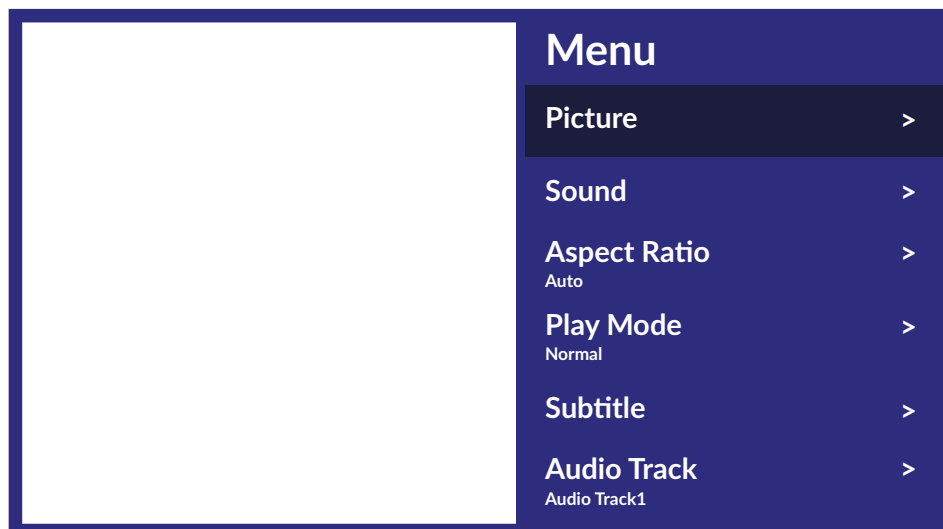 Menu
Picture >
Sound >
Aspect Ratio >
Auto
Play Mode >
Normal
Subtitle >
Audio Track >
Audio Track1